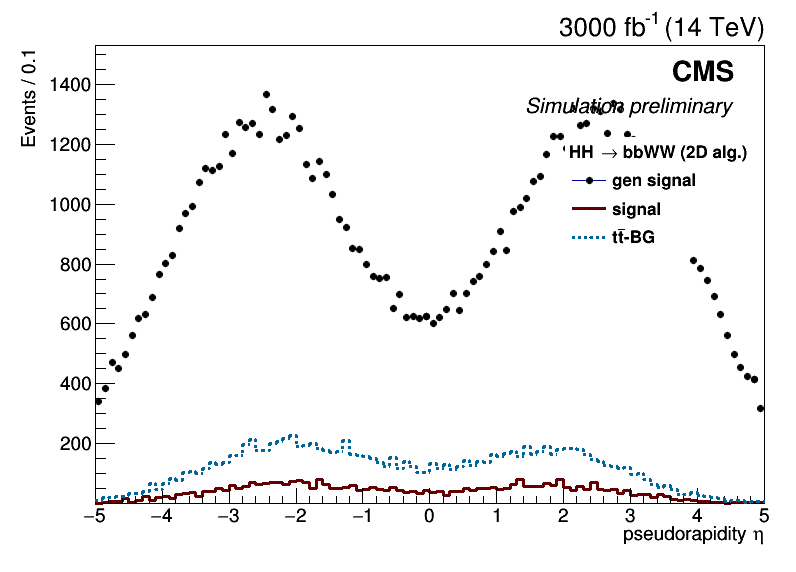 3000 fb⁻¹ (14 TeV)
CMS
Simulation preliminary
HH → bbWW (2D alg.)
gen signal
signal
tt̄-BG
Events / 0.1
1400
1200
1000
800
600
400
200
−5 −4 −3 −2 −1 0 1 2 3 4 5
pseudorapidity η